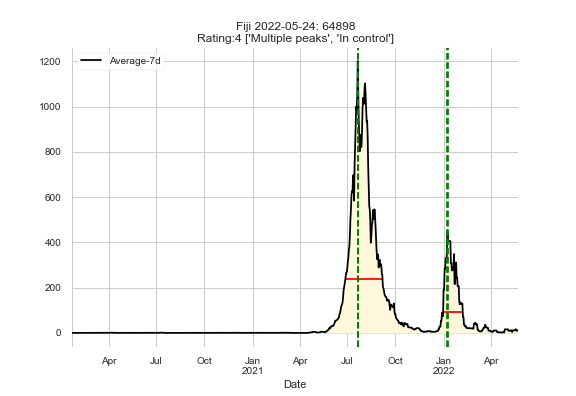 Fiji 2022-05-24: 64898
Rating:4 ['Multiple peaks', 'In control']
Average-7d
1200
1000
800
600
400
200
0
Apr Jul Oct Jan Apr Jul Oct Jan Apr
2021 2022
Date